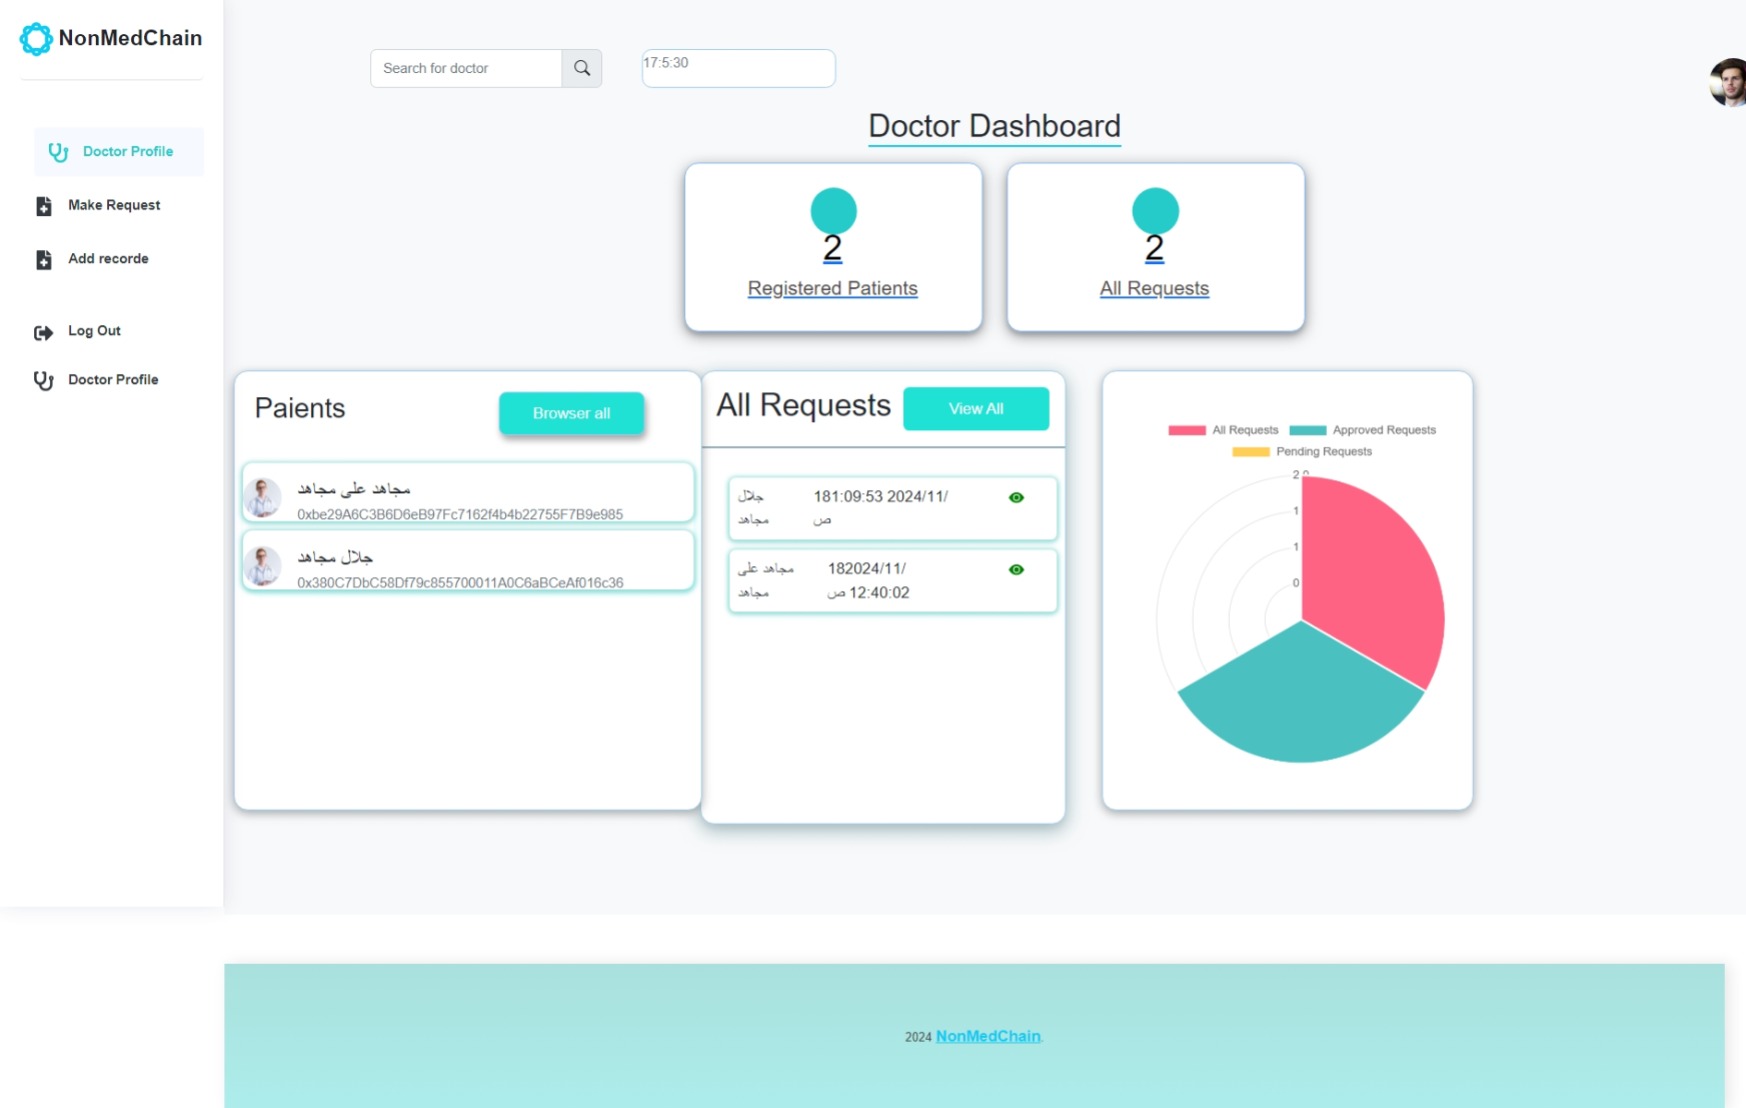 NonMedChain
Search for doctor
17:5:30
Doctor Profile
Make Request
Add recorde
Log Out
Doctor Profile
Doctor Dashboard
2
Registered Patients
2
All Requests
Paients
Browser all
مجاهد على مجاهد
0xbe29A6C3B6D6eB97Fc7162f4b4b22755F7B9e985
جلال مجاهد
0x380C7DbC58Df79c855700011A0C6aBCeAf016c36
All Requests
View All
جلال
مجاهد
181:09:53 2024/11/
ص
مجاهد على
مجاهد
182024/11/
ص 12:40:02
All Requests
Approved Requests
Pending Requests
1
1
0
2024 NonMedChain.